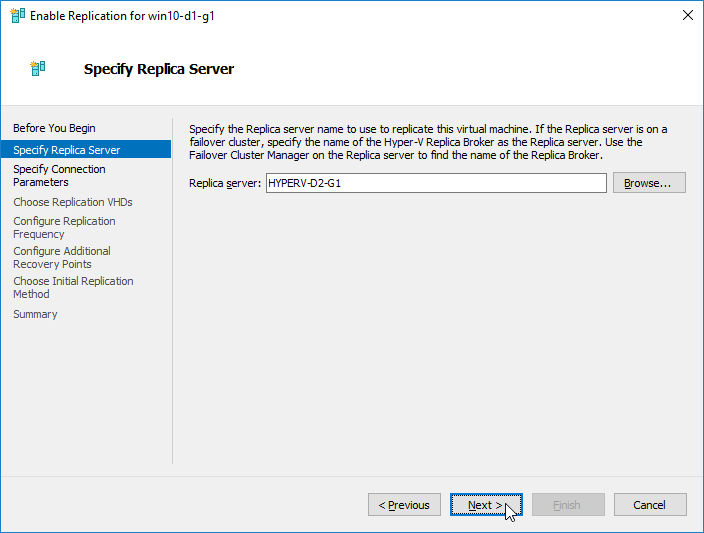 Enable Replication for win10-d1-g1
Specify Replica Server
Before You Begin
Specify Replica Server
Specify Connection
Parameters
Choose Replication VHDs
Configure Replication
Frequency
Configure Additional
Recovery Points
Choose Initial Replication
Method
Summary
Specify the Replica server name to use to replicate this virtual machine. If the Replica server is on a
failover cluster, specify the name of the Hyper-V Replica Broker as the Replica server. Use the
Failover Cluster Manager on the Replica server to find the name of the Replica Broker.
Replica server: HYPERV-D2-G1 Browse...
< Previous Next > Finish Cancel